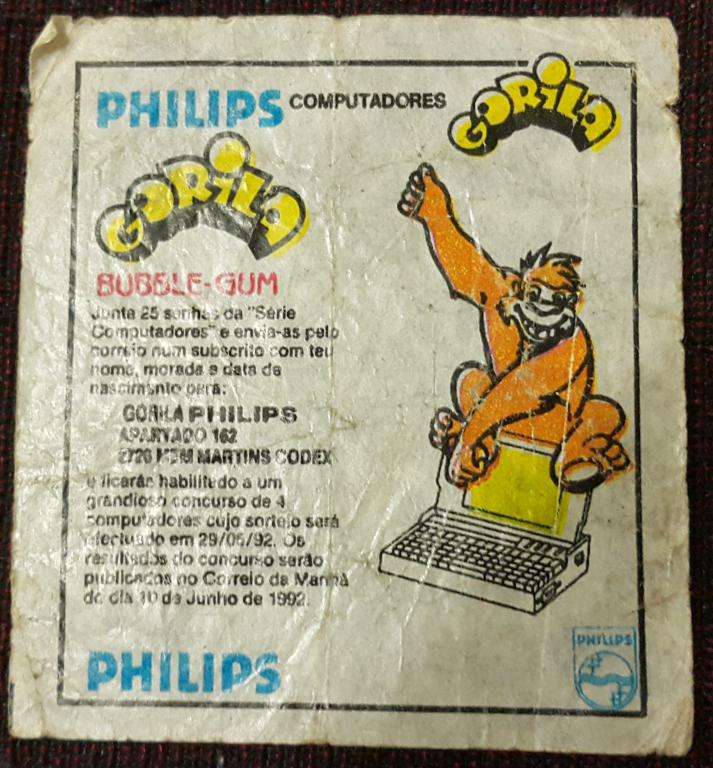 PHILIPS COMPUTADORES
GORILA
GORILA
BUBBLE-GUM
Junta 25 senhas da "Série
Computadores" e envia-as pelo
correio num subscrito com teu
nome, morada e data de
nascimento para:
GORILA PHILIPS
APARTADO 162
2726 MEM MARTINS CODEX
e ficarás habilitado a um
grandioso concurso de 4
computadores cujo sorteio será
efectuado em 29/05/92. Os
resultados do concurso serão
publicados no Correio da Manhã
do dia 10 de Junho de 1992.
PHILIPS
PHILIPS